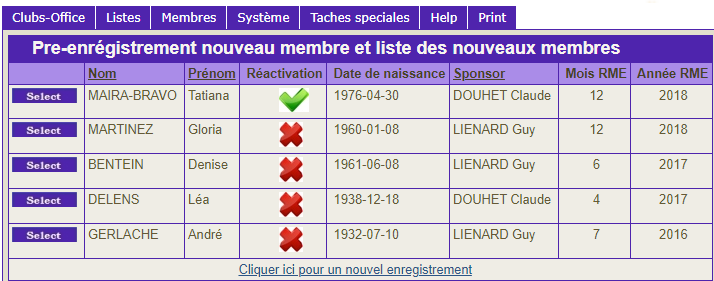 Clubs-Office Listes Membres Système Taches speciales Help Print
Pre-enrégistrement nouveau membre et liste des nouveaux membres
Nom Prénom Réactivation Date de naissance Sponsor Mois RME Année RME
Select MAIRA-BRAVO Tatiana 1976-04-30 DOUHET Claude 12 2018
Select MARTINEZ Gloria 1960-01-08 LIENARD Guy 12 2018
Select BENTEIN Denise 1961-06-08 LIENARD Guy 6 2017
Select DELENS Léa 1938-12-18 DOUHET Claude 4 2017
Select GERLACHE André 1932-07-10 LIENARD Guy 7 2016
Cliquer ici pour un nouvel enregistrement